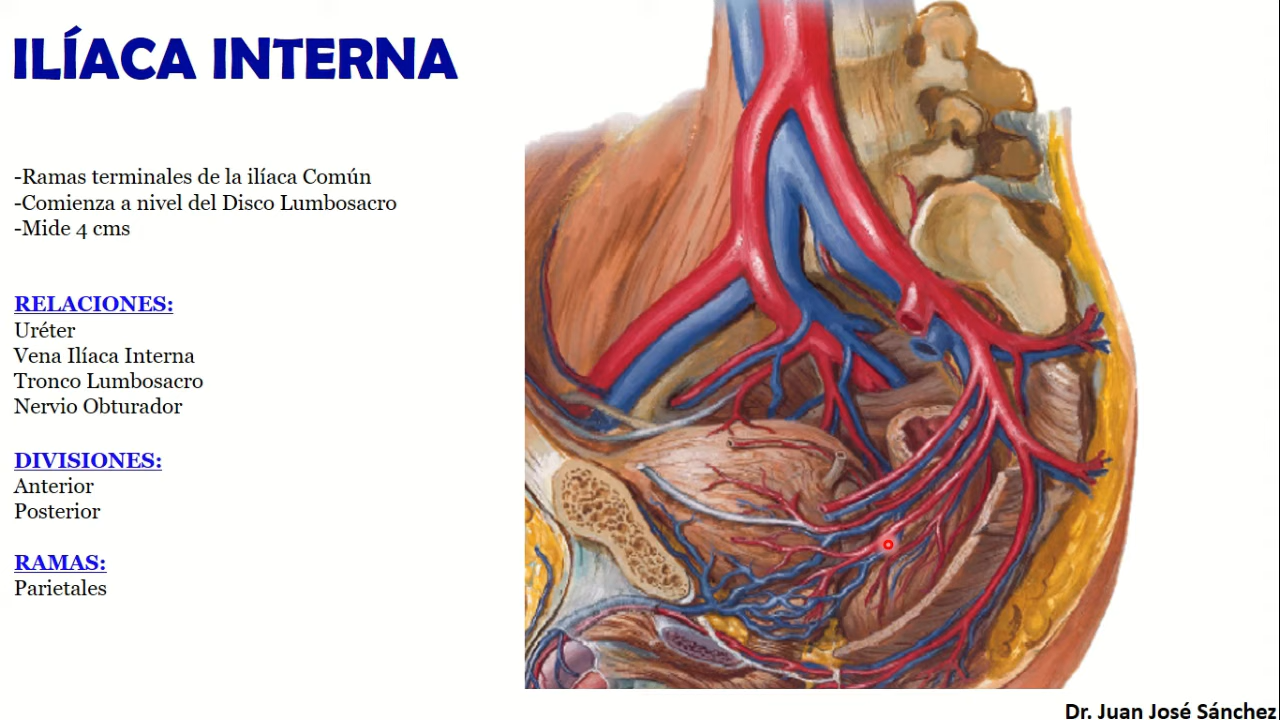 ILÍACA INTERNA
-Ramas terminales de la ilíaca Común
-Comienza a nivel del Disco Lumbosacro
-Mide 4 cms
RELACIONES:
Uréter
Vena Ilíaca Interna
Tronco Lumbosacro
Nervio Obturador
DIVISIONES:
Anterior
Posterior
RAMAS:
Parietales
Dr. Juan José Sánchez